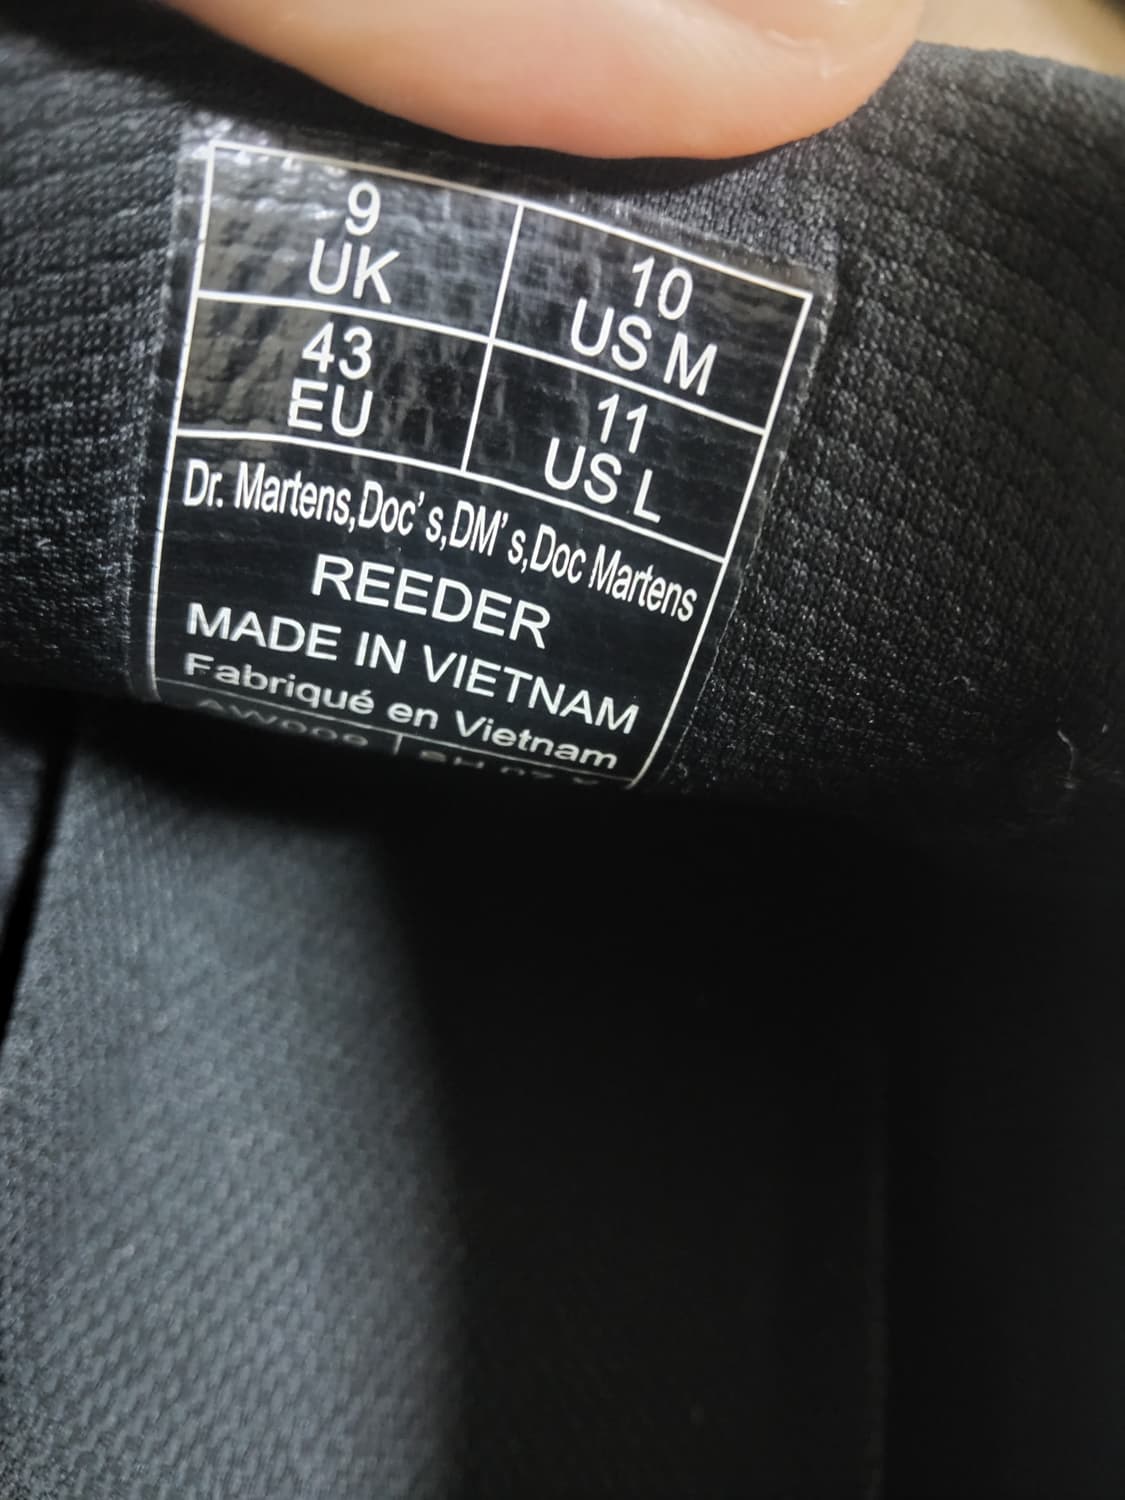 9
UK
10
US M
43
EU
11
US L
Dr. Martens,Doc's,DM's,Doc Martens
REEDER
MADE IN VIETNAM
Fabriqué en Vietnam